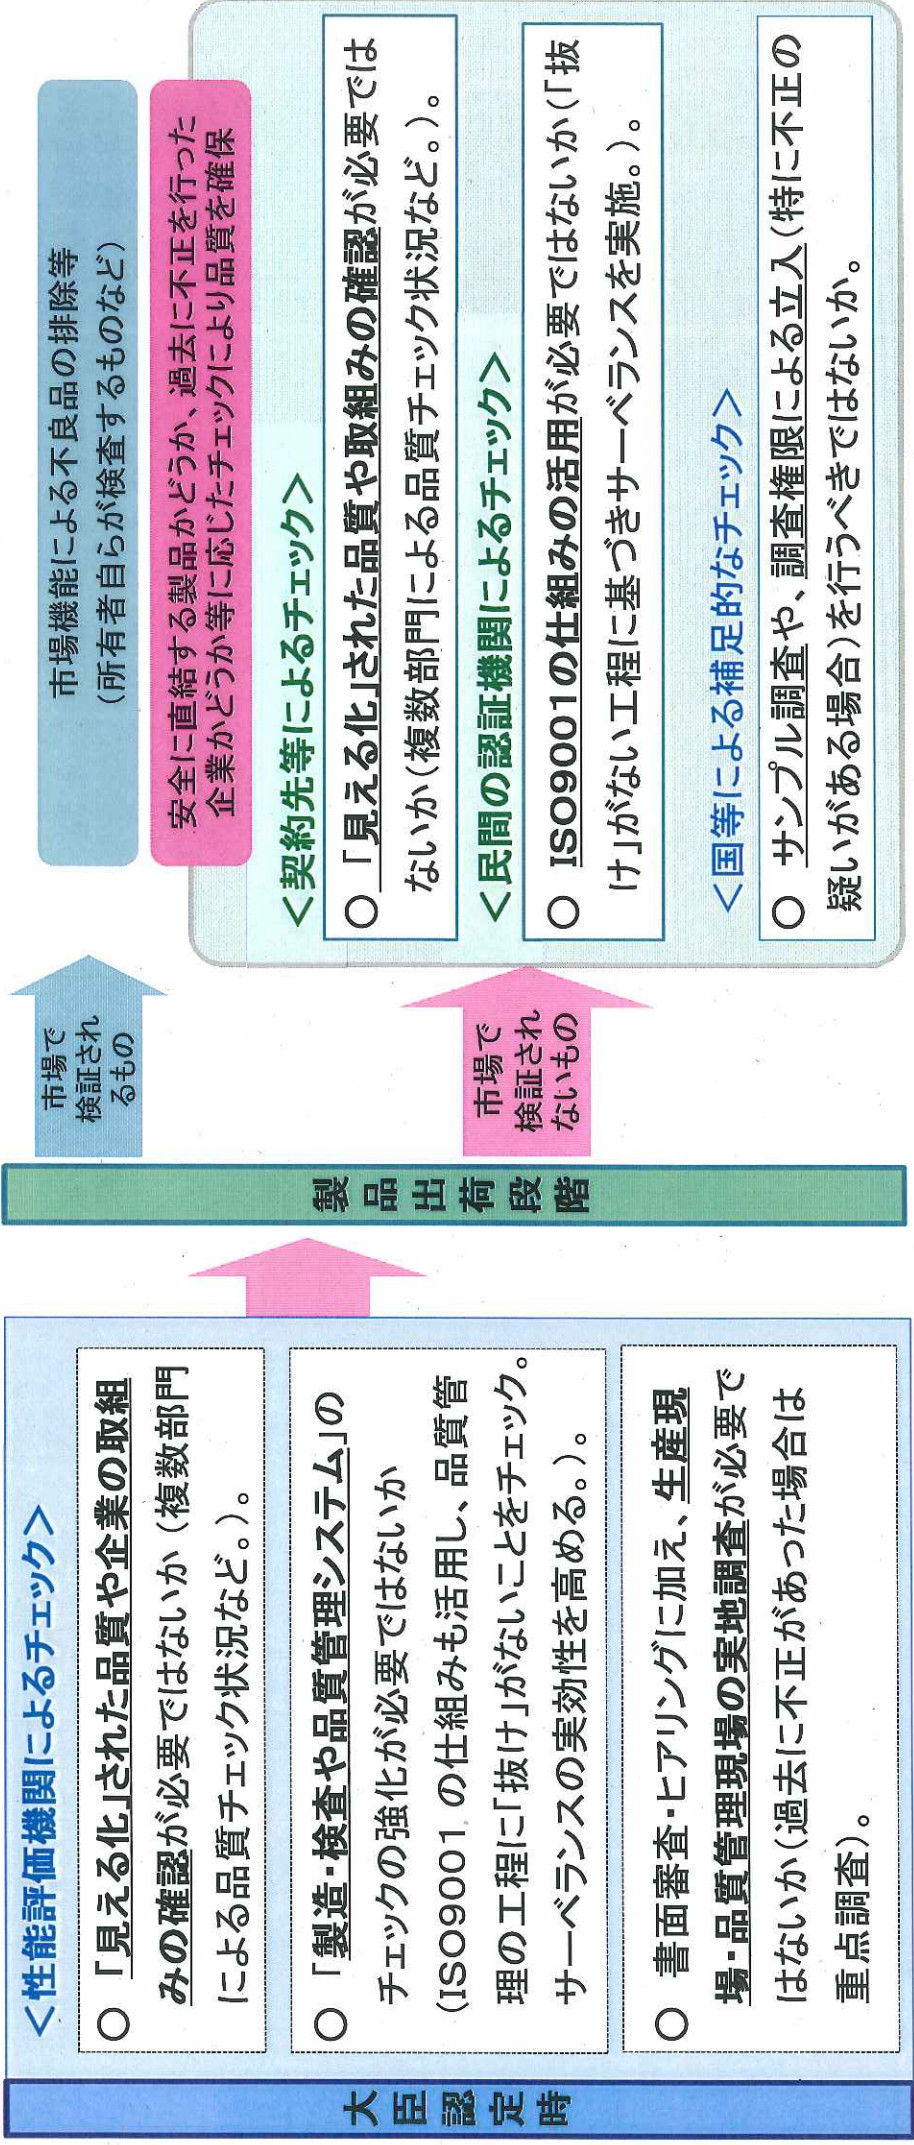 大臣認定時
＜性能評価機関によるチェック＞
○ 「見える化」された品質や企業の取組
みの確認が必要ではないか（複数部門
による品質チェック状況など。）。
○ 「製造・検査や品質管理システム」の
チェックの強化が必要ではないか
（ISO9001 の仕組みも活用し、品質管
理の工程に「抜け」がないことをチェック。
サーベランスの実効性を高める。）。
○ 書面審査・ヒアリングに加え、生産現
場・品質管理現場の実地調査が必要で
はないか（過去に不正があった場合は
重点調査）。
製品出荷段階
市場で
検証され
るもの
市場機能による不良品の排除等
（所有者自らが検査するものなど）
市場で
検証され
ないもの
安全に直結する製品かどうか、過去に不正を行った
企業かどうか等に応じたチェックにより品質を確保
＜契約先等によるチェック＞
○ 「見える化」された品質や取組みの確認が必要では
ないか（複数部門による品質チェック状況など。）。
＜民間の認証機関によるチェック＞
○ ISO9001の仕組みの活用が必要ではないか（「抜
け」がない工程に基づきサーベランスを実施。）。
＜国等による補足的なチェック＞
○ サンプル調査や、調査権限による立入（特に不正の
疑いがある場合）を行うべきではないか。